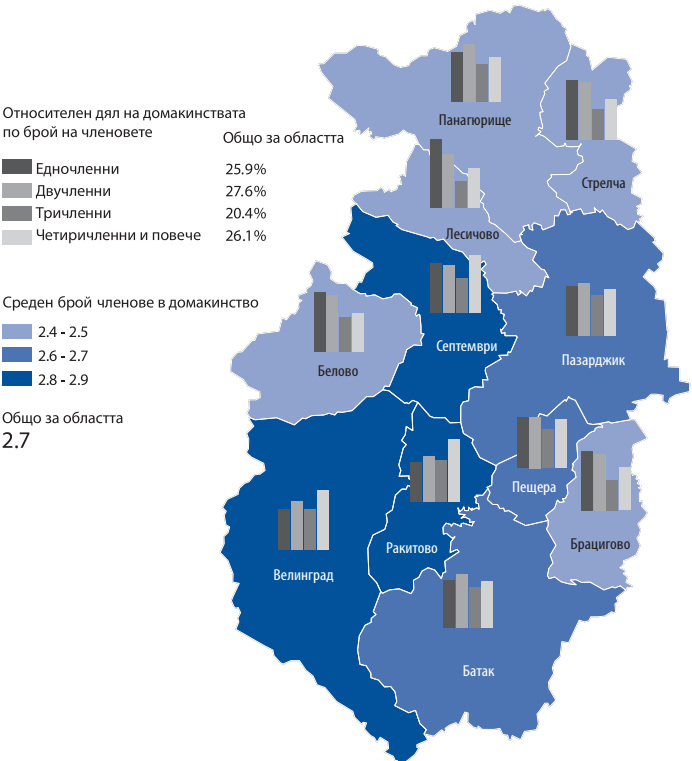 Относителен дял на домакинствата
по брой на членовете
Общо за областта
Едночленни 25.9%
Двучленни 27.6%
Тричленни 20.4%
Четиричленни и повече 26.1%
Среден брой членове в домакинство
2.4 - 2.5
2.6 - 2.7
2.8 - 2.9
Общо за областта
2.7
Панагюрище
Стрелча
Лесичово
Септември
Пазарджик
Белово
Пещера
Брацигово
Ракитово
Велинград
Батак